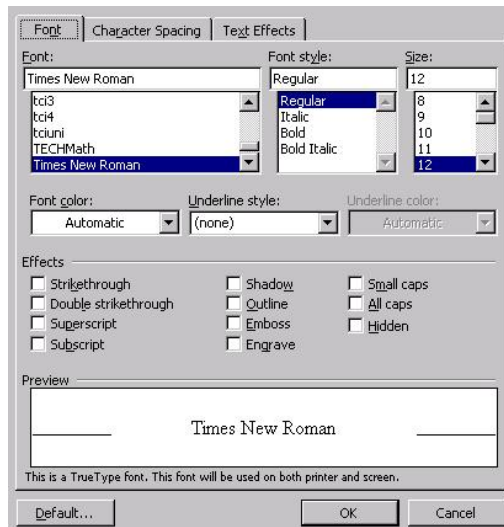 Font Character Spacing Text Effects
Font: Font style: Size:
Times New Roman Regular 12
tci3 Regular 8
tci4 Italic 9
tciuni Bold 10
TECHMath Bold Italic 11
Times New Roman 12
Font color: Underline style: Underline color:
Automatic (none) Automatic
Effects
Strikethrough Shadow Small caps
Double strikethrough Outline All caps
Superscript Emboss Hidden
Subscript Engrave
Preview
Times New Roman
This is a TrueType font. This font will be used on both printer and screen.
Default... OK Cancel